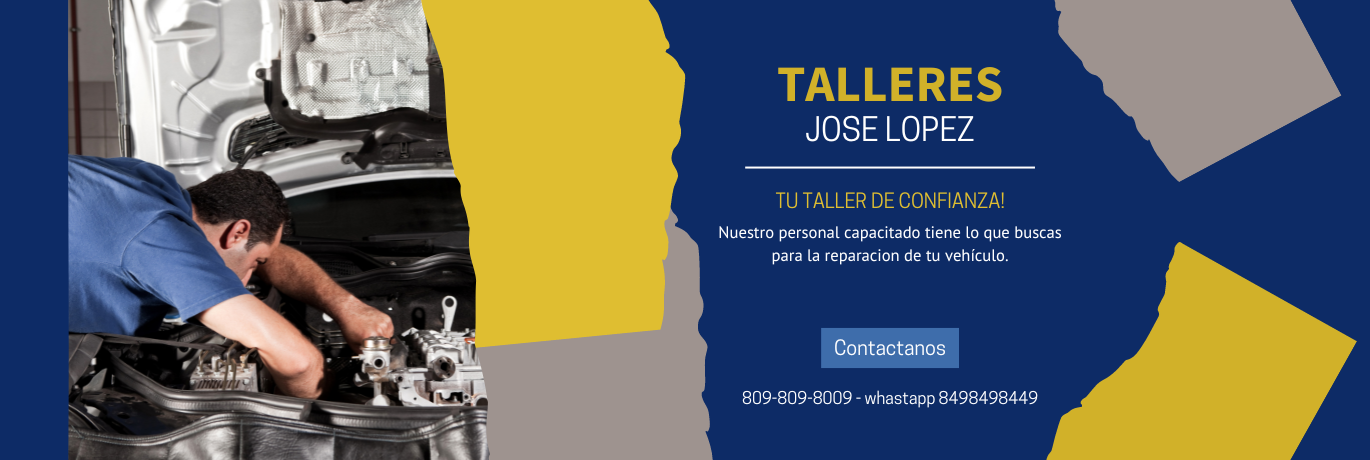 TALLERES
JOSE LOPEZ
TU TALLER DE CONFIANZA!
Nuestro personal capacitado tiene lo que buscas
para la reparacion de tu vehículo.
Contactanos
809-809-8009 - whastapp 8498498449